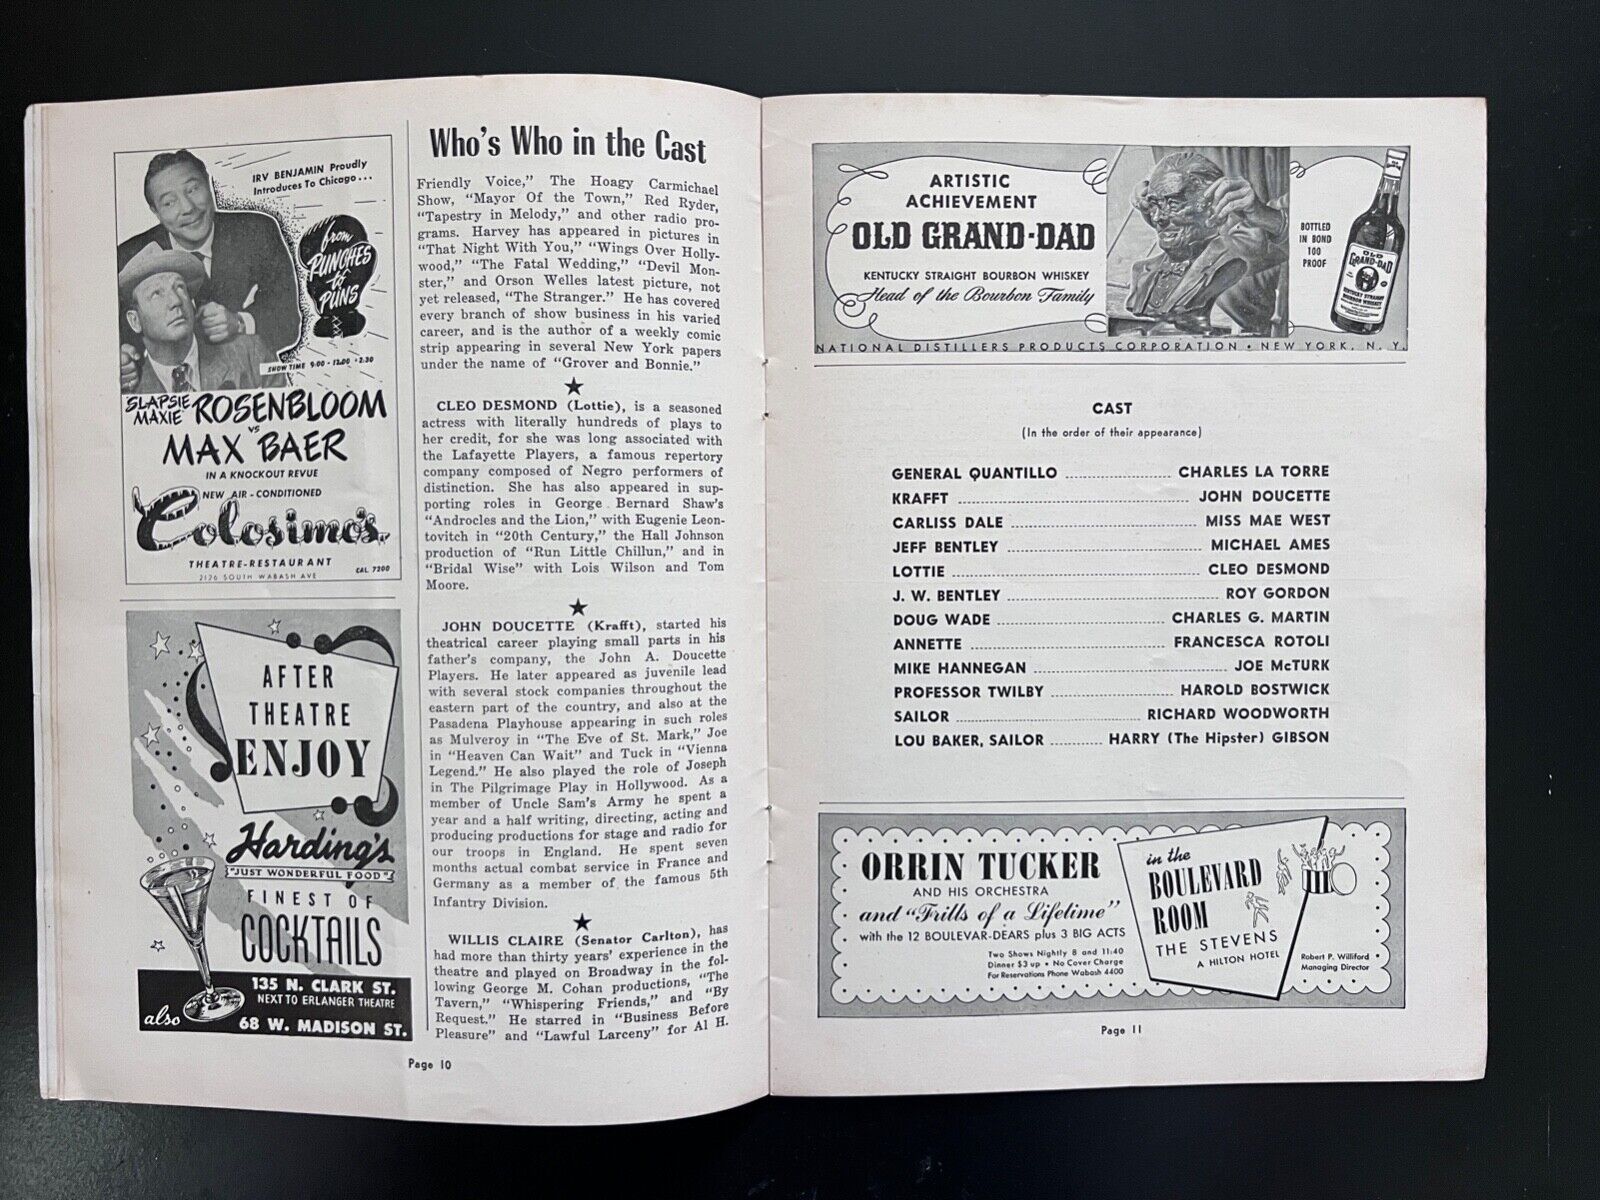 IRV BENJAMIN Proudly
Introduces To Chicago...
from
PUNCHES
to
PUNS
SHOW TIME 9:00 - 12:00 - 2:30
SLAPSIE
MAXIE ROSENBLOOM
vs
MAX BAER
IN A KNOCKOUT REVUE
NEW AIR-CONDITIONED
Colosimo's
THEATRE-RESTAURANT
2126 SOUTH WABASH AVE.
CAL. 7200
AFTER
THEATRE
ENJOY
Harding's
"JUST WONDERFUL FOOD"
FINEST OF
COCKTAILS
135 N. CLARK ST.
NEXT TO ERLANGER THEATRE
also
68 W. MADISON ST.
Who's Who in the Cast
Friendly Voice," The Hoagy Carmichael
Show, "Mayor Of the Town," Red Ryder,
"Tapestry in Melody," and other radio pro-
grams. Harvey has appeared in pictures in
"That Night With You," "Wings Over Holly-
wood," "The Fatal Wedding," "Devil Mon-
ster," and Orson Welles latest picture, not
yet released, "The Stranger." He has covered
every branch of show business in his varied
career, and is the author of a weekly comic
strip appearing in several New York papers
under the name of "Grover and Bonnie."
CLEO DESMOND (Lottie), is a seasoned
actress with literally hundreds of plays to
her credit, for she was long associated with
the Lafayette Players, a famous repertory
company composed of Negro performers of
distinction. She has also appeared in sup-
porting roles in George Bernard Shaw's
"Androcles and the Lion," with Eugenie Leon-
tovitch in "20th Century," the Hall Johnson
production of "Run Little Chillun," and in
"Bridal Wise" with Lois Wilson and Tom
Moore.
JOHN DOUCETTE (Krafft), started his
theatrical career playing small parts in his
father's company, the John A. Doucette
Players. He later appeared as juvenile lead
with several stock companies throughout the
eastern part of the country, and also at the
Pasadena Playhouse appearing in such roles
as Mulveroy in "The Eve of St. Mark," Joe
in "Heaven Can Wait" and Tuck in "Vienna
Legend." He also played the role of Joseph
in The Pilgrimage Play in Hollywood. As a
member of Uncle Sam's Army he spent a
year and a half writing, directing, acting and
producing productions for stage and radio for
our troops in England. He spent seven
months actual combat service in France and
Germany as a member of the famous 5th
Infantry Division.
WILLIS CLAIRE (Senator Carlton), has
had more than thirty years' experience in the
theatre and played on Broadway in the fol-
lowing George M. Cohan productions, "The
Tavern," "Whispering Friends," and "By
Request." He starred in "Business Before
Pleasure" and "Lawful Larceny" for Al H.
Page 10
ARTISTIC
ACHIEVEMENT
OLD GRAND-DAD
KENTUCKY STRAIGHT BOURBON WHISKEY
Head of the Bourbon Family
BOTTLED
IN BOND
100
PROOF
OLD
GRAND-DAD
KENTUCKY STRAIGHT
BOURBON WHISKEY
NATIONAL DISTILLERS PRODUCTS CORPORATION • NEW YORK, N. Y.
CAST
(In the order of their appearance)
GENERAL QUANTILLO CHARLES LA TORRE
KRAFFT JOHN DOUCETTE
CARLISS DALE MISS MAE WEST
JEFF BENTLEY MICHAEL AMES
LOTTIE CLEO DESMOND
J. W. BENTLEY ROY GORDON
DOUG WADE CHARLES G. MARTIN
ANNETTE FRANCESCA ROTOLI
MIKE HANNEGAN JOE McTURK
PROFESSOR TWILBY HAROLD BOSTWICK
SAILOR RICHARD WOODWORTH
LOU BAKER, SAILOR HARRY (The Hipster) GIBSON
ORRIN TUCKER
AND HIS ORCHESTRA
and "Frills of a Lifetime"
with the 12 BOULEVAR-DEARS plus 3 BIG ACTS
Two Shows Nightly 8 and 11:40
Dinner $3 up • No Cover Charge
For Reservations Phone Wabash 4400
in the
BOULEVARD
ROOM
THE STEVENS
A HILTON HOTEL
Robert P. Williford
Managing Director
Page 11